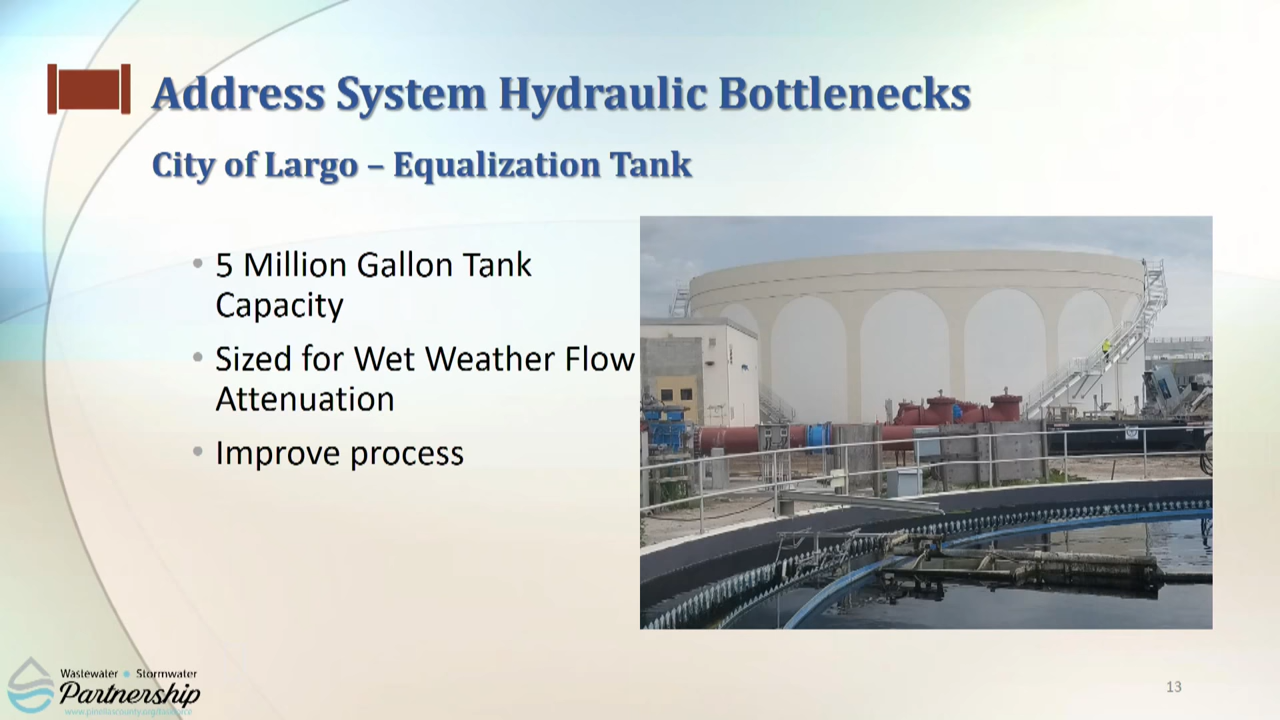 Address System Hydraulic Bottlenecks
City of Largo – Equalization Tank
• 5 Million Gallon Tank
Capacity
• Sized for Wet Weather Flow
Attenuation
• Improve process
Wastewater • Stormwater
Partnership
13